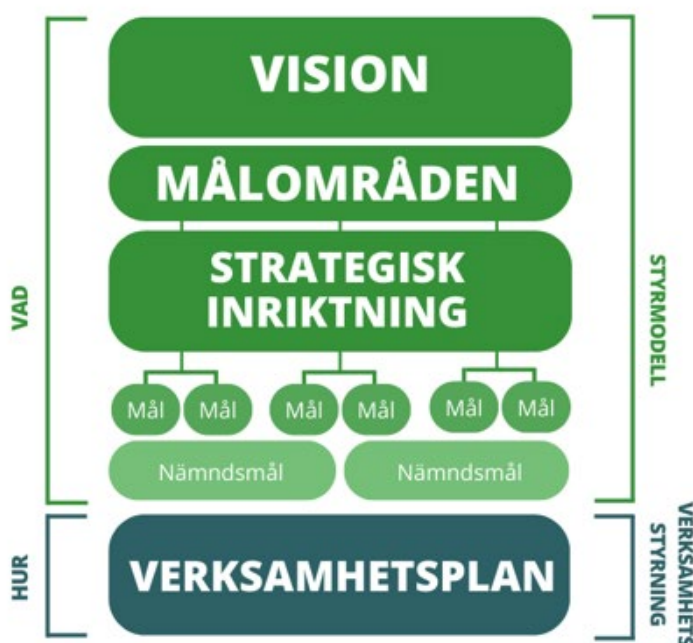 VISION
MÅLOMRÅDEN
STRATEGISK
INRIKTNING
Mål Mål Mål Mål Mål Mål
Nämndsmål Nämndsmål
VERKSAMHETSPLAN
VAD
HUR
STYRMODELL
VERKSAMHETS
STYRNING